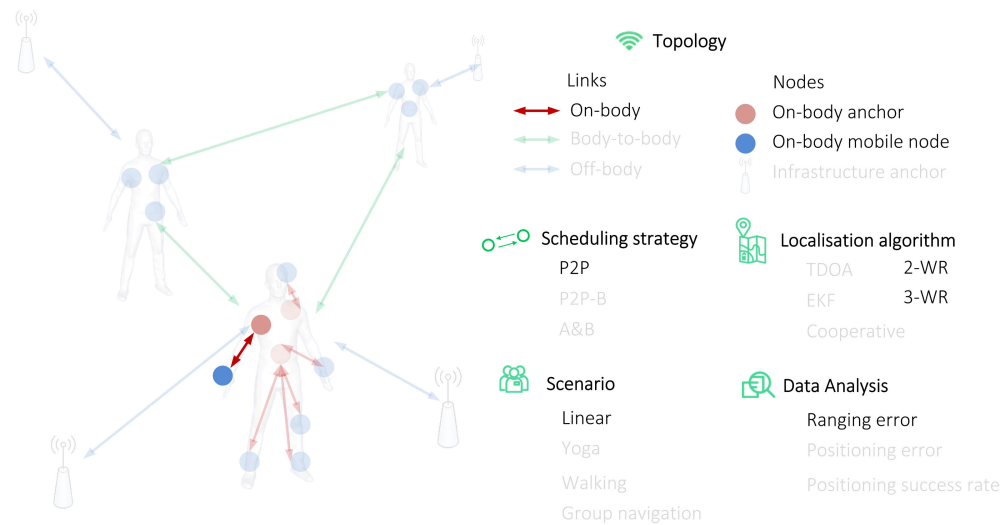 Topology
Links
Nodes
On-body
On-body anchor
Body-to-body
On-body mobile node
Off-body
Infrastructure anchor
Scheduling strategy
Localisation algorithm
P2P
TDOA
2-WR
P2P-B
EKF
3-WR
A&B
Cooperative
Scenario
Data Analysis
Linear
Ranging error
Yoga
Positioning error
Walking
Positioning success rate
Group navigation